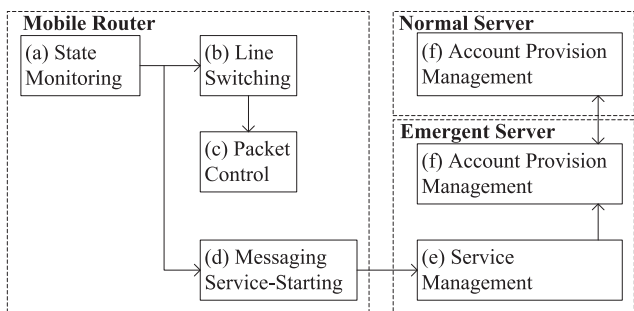 Mobile Router
(a) State
Monitoring
(b) Line
Switching
(c) Packet
Control
(d) Messaging
Service-Starting
Normal Server
(f) Account Provision
Management
Emergent Server
(f) Account Provision
Management
(e) Service
Management